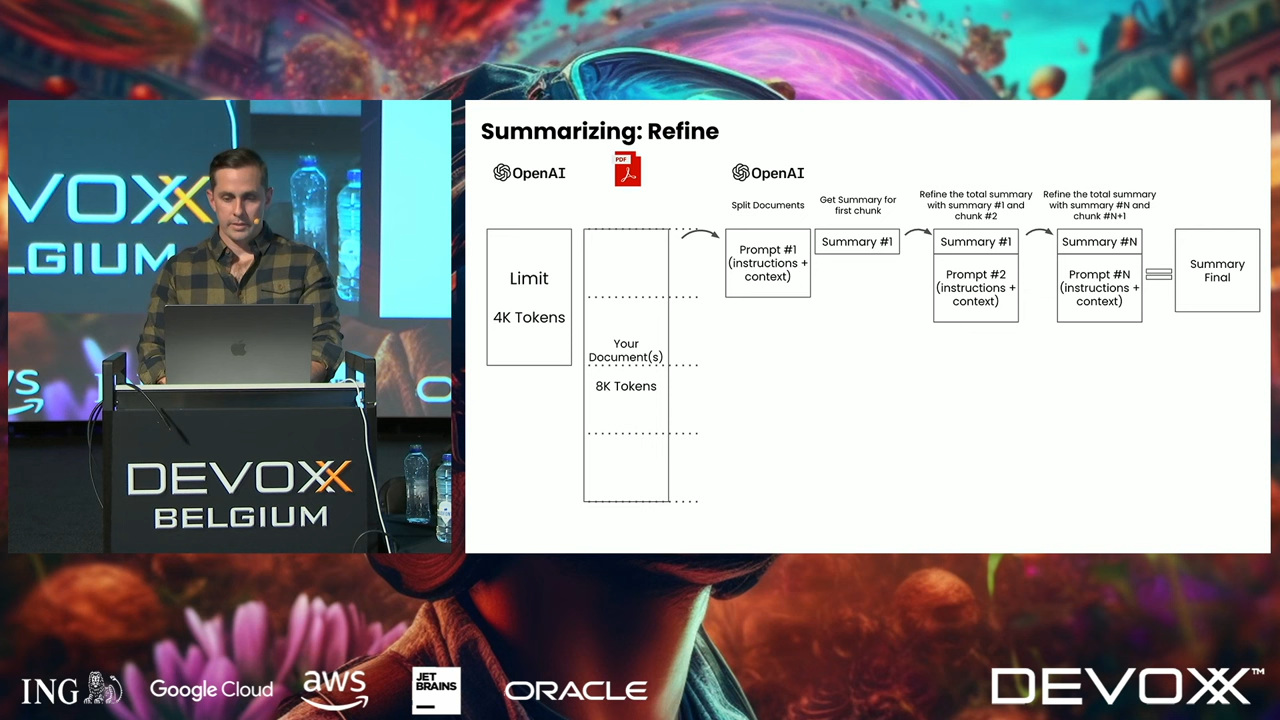 VOXX
LGIUM
WS
O
DEVOXX
BELGIUM
Summarizing: Refine
OpenAI
PDF
OpenAI
Split Documents
Get Summary for
first chunk
Refine the total summary
with summary #1 and
chunk #2
Refine the total summary
with summary #N and
chunk #N+1
Limit
4K Tokens
Your
Document(s)
8K Tokens
Prompt #1
(instructions +
context)
Summary #1
Summary #1
Prompt #2
(instructions +
context)
Summary #N
Prompt #N
(instructions +
context)
Summary
Final
ING
Google Cloud
aws
JET
BRAINS
ORACLE
DEVOXX™